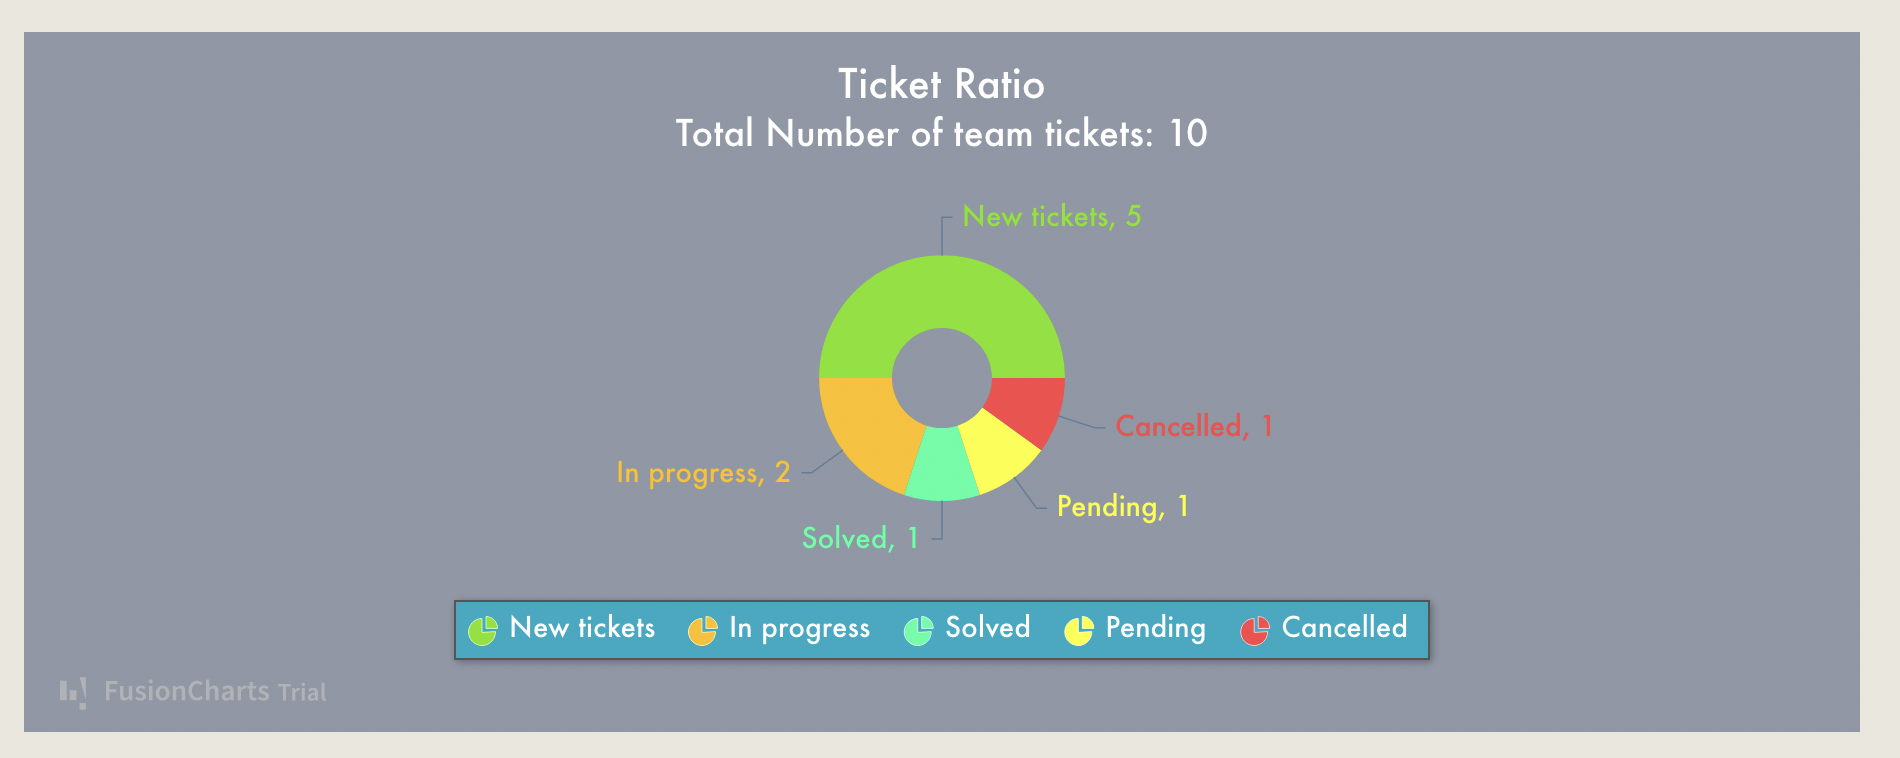 Ticket Ratio
Total Number of team tickets: 10
New tickets, 5
Cancelled, 1
In progress, 2
Pending, 1
Solved, 1
New tickets In progress Solved Pending Cancelled
FusionCharts Trial